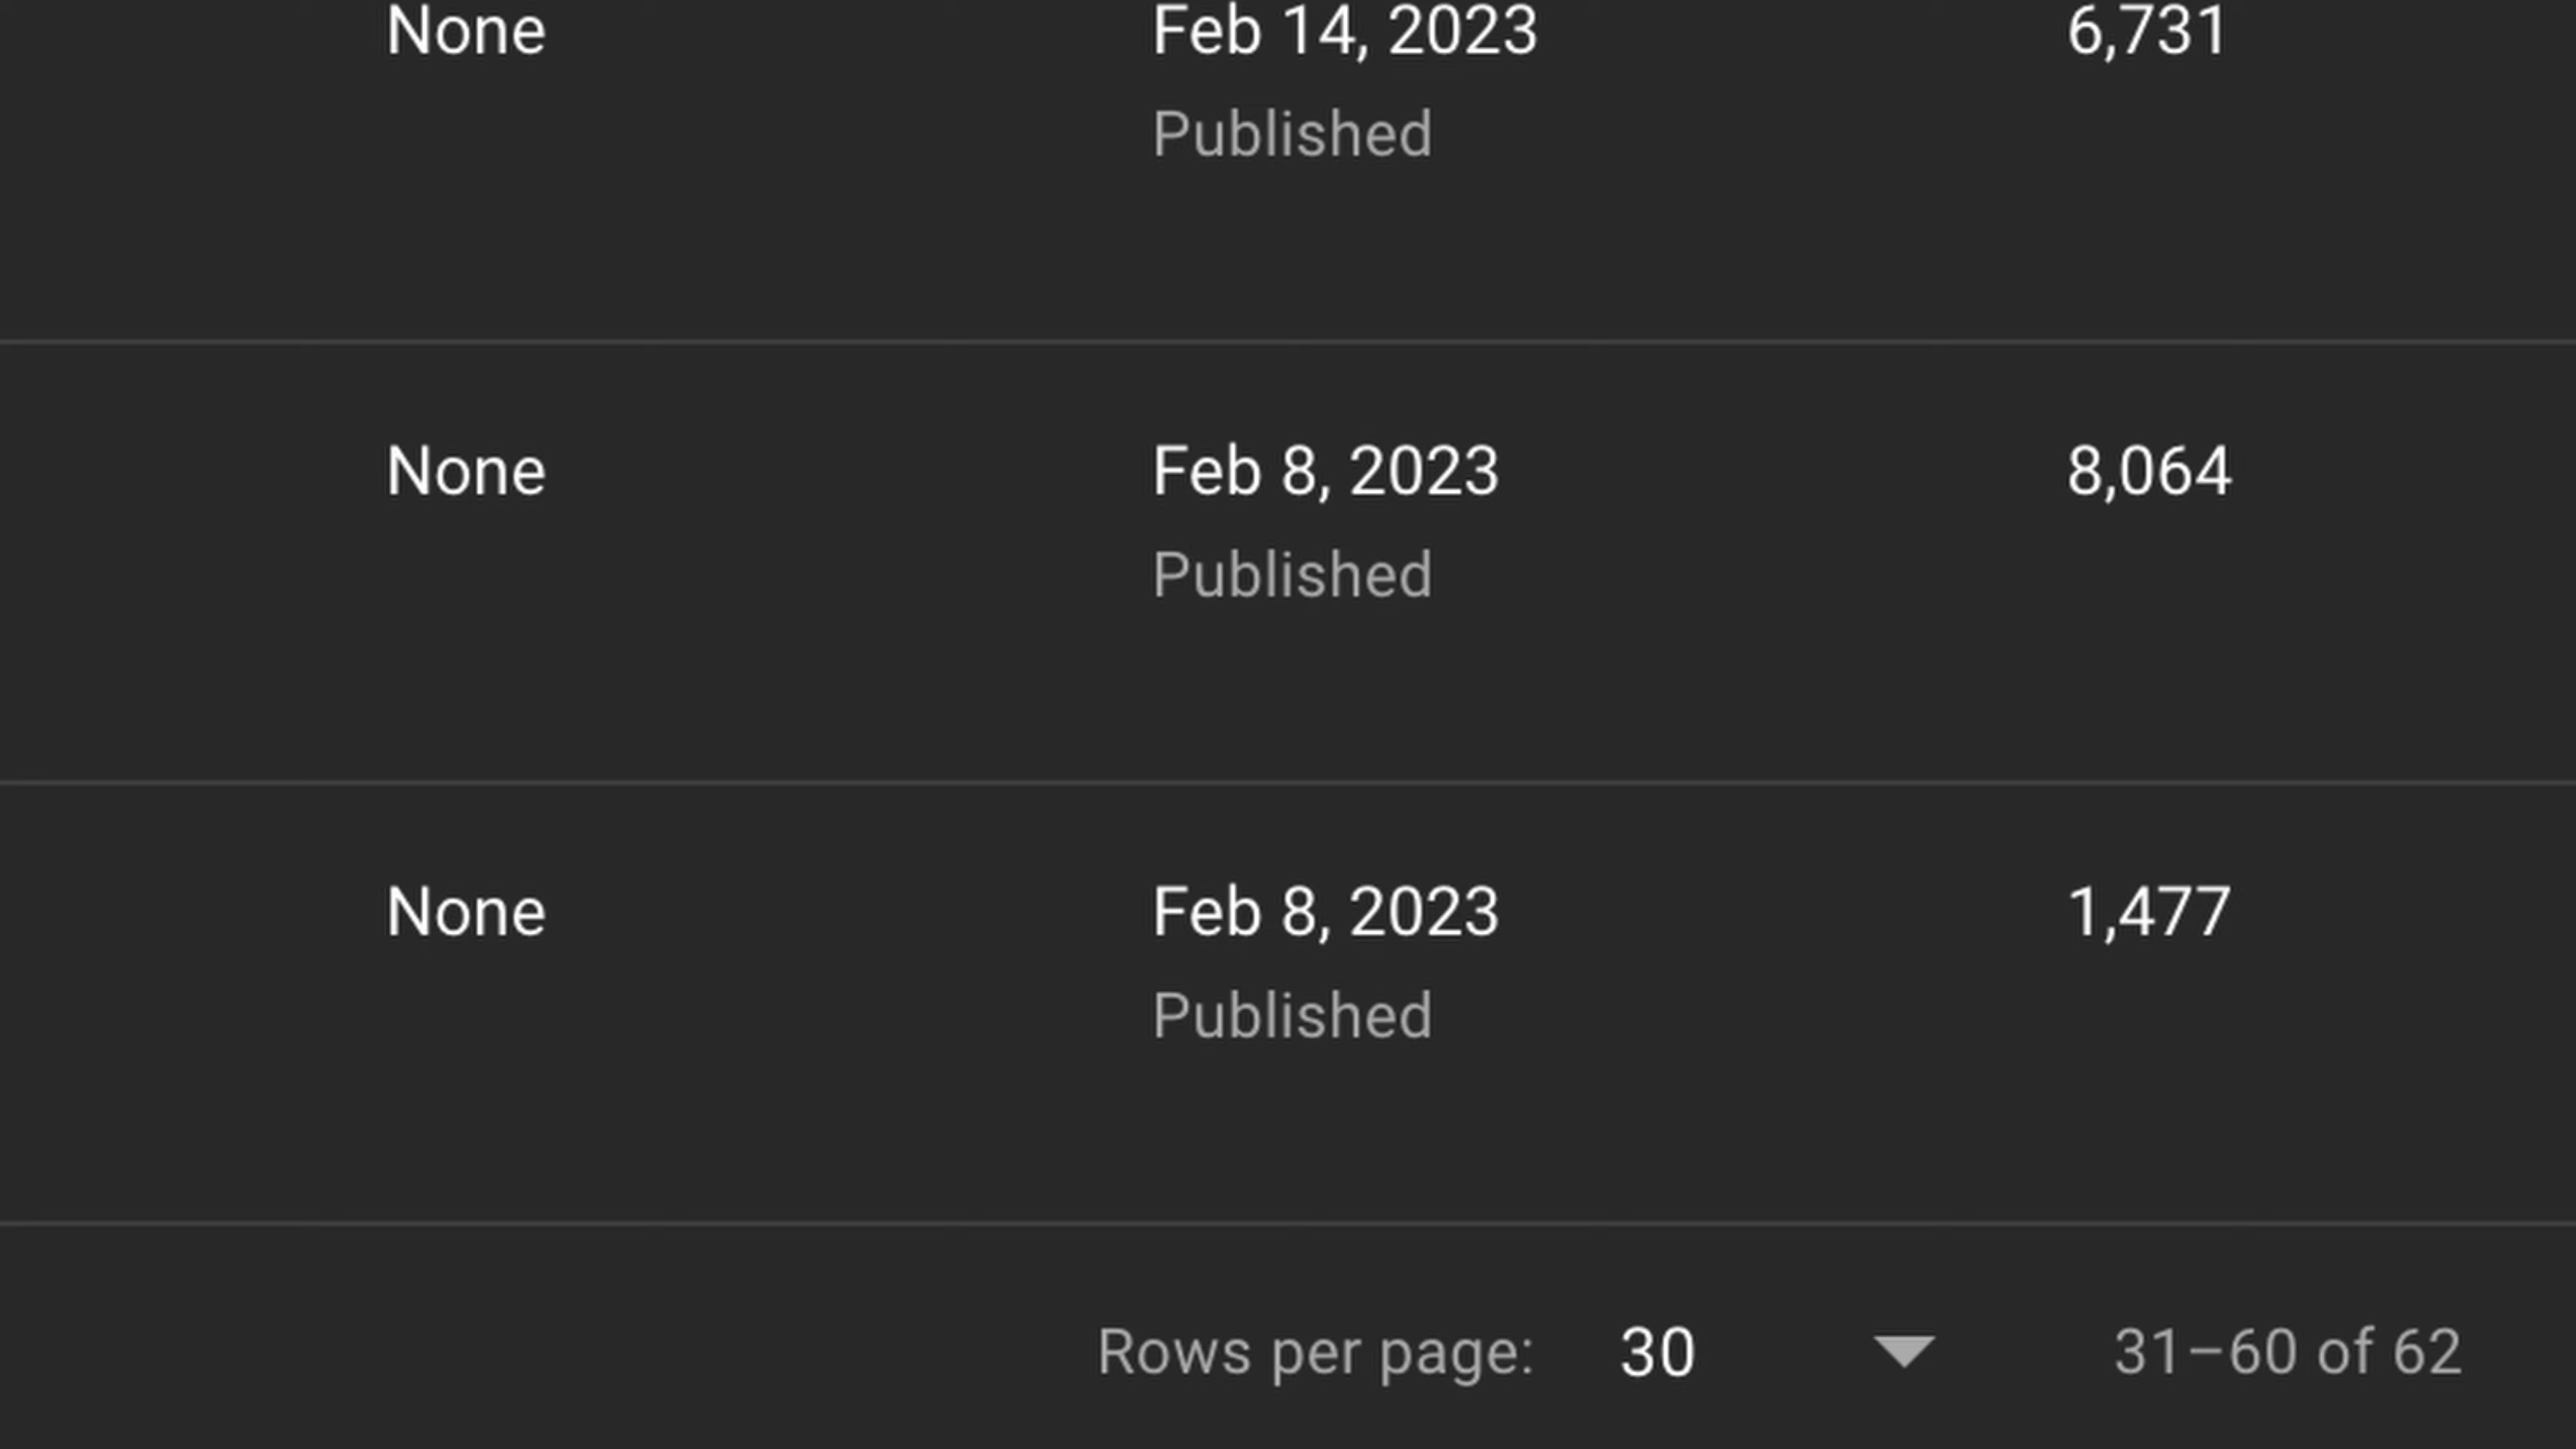 None Feb 14, 2023 6,731
Published
None Feb 8, 2023 8,064
Published
None Feb 8, 2023 1,477
Published
Rows per page: 30 31–60 of 62